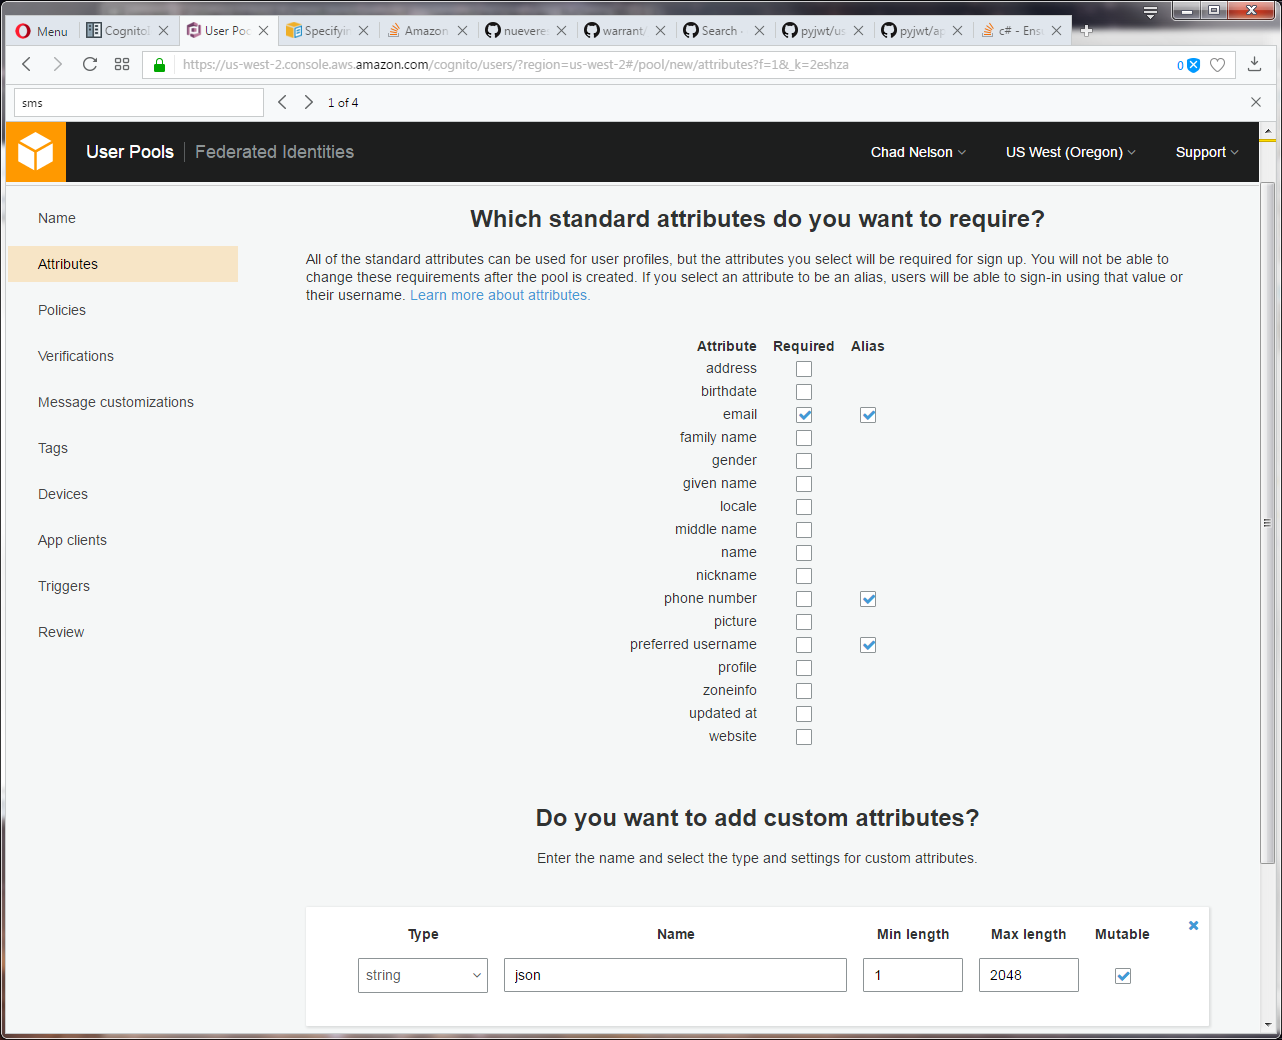 Menu
Cognito
User Poo
Specifyin
Amazon
nuevere
warrant/
Search
pyjwt/us
pyjwt/ap
c# - Ens
https://us-west-2.console.aws.amazon.com/cognito/users/?region=us-west-2#/pool/new/attributes?f=1&_k=2eshza
0
sms
1 of 4
User Pools
Federated Identities
Chad Nelson
US West (Oregon)
Support
Name
Attributes
Policies
Verifications
Message customizations
Tags
Devices
App clients
Triggers
Review
Which standard attributes do you want to require?
All of the standard attributes can be used for user profiles, but the attributes you select will be required for sign up. You will not be able to
change these requirements after the pool is created. If you select an attribute to be an alias, users will be able to sign-in using that value or
their username. Learn more about attributes.
Attribute Required Alias
address
birthdate
email
family name
gender
given name
locale
middle name
name
nickname
phone number
picture
preferred username
profile
zoneinfo
updated at
website
Do you want to add custom attributes?
Enter the name and select the type and settings for custom attributes.
Type Name Min length Max length Mutable
string json 1 2048